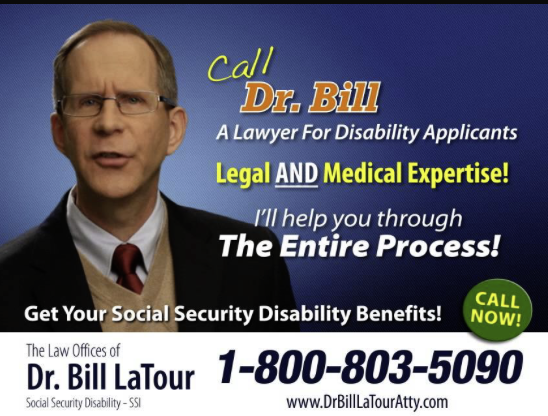 Call
Dr. Bill
A Lawyer For Disability Applicants
Legal AND Medical Expertise!
I'll help you through
The Entire Process!
Get Your Social Security Disability Benefits!
CALL
NOW!
The Law Offices of
Dr. Bill LaTour
Social Security Disability - SSI
1-800-803-5090
www.DrBillLaTourAtty.com